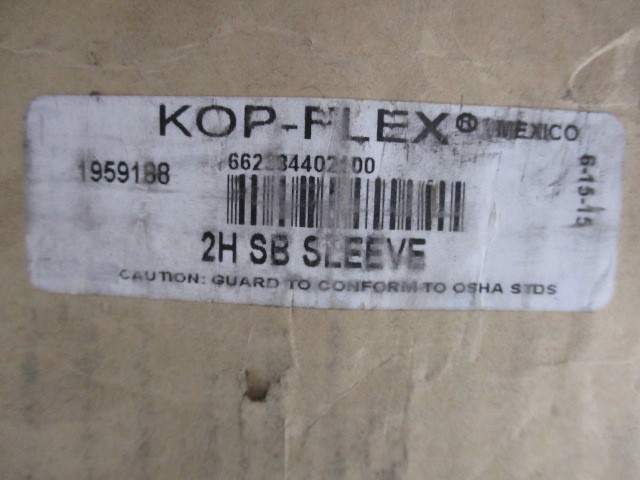 KOP-FLEX® MEXICO
1959188
2H SB SLEEVE
CAUTION: GUARD TO CONFORM TO OSHA STDS
6-15-15